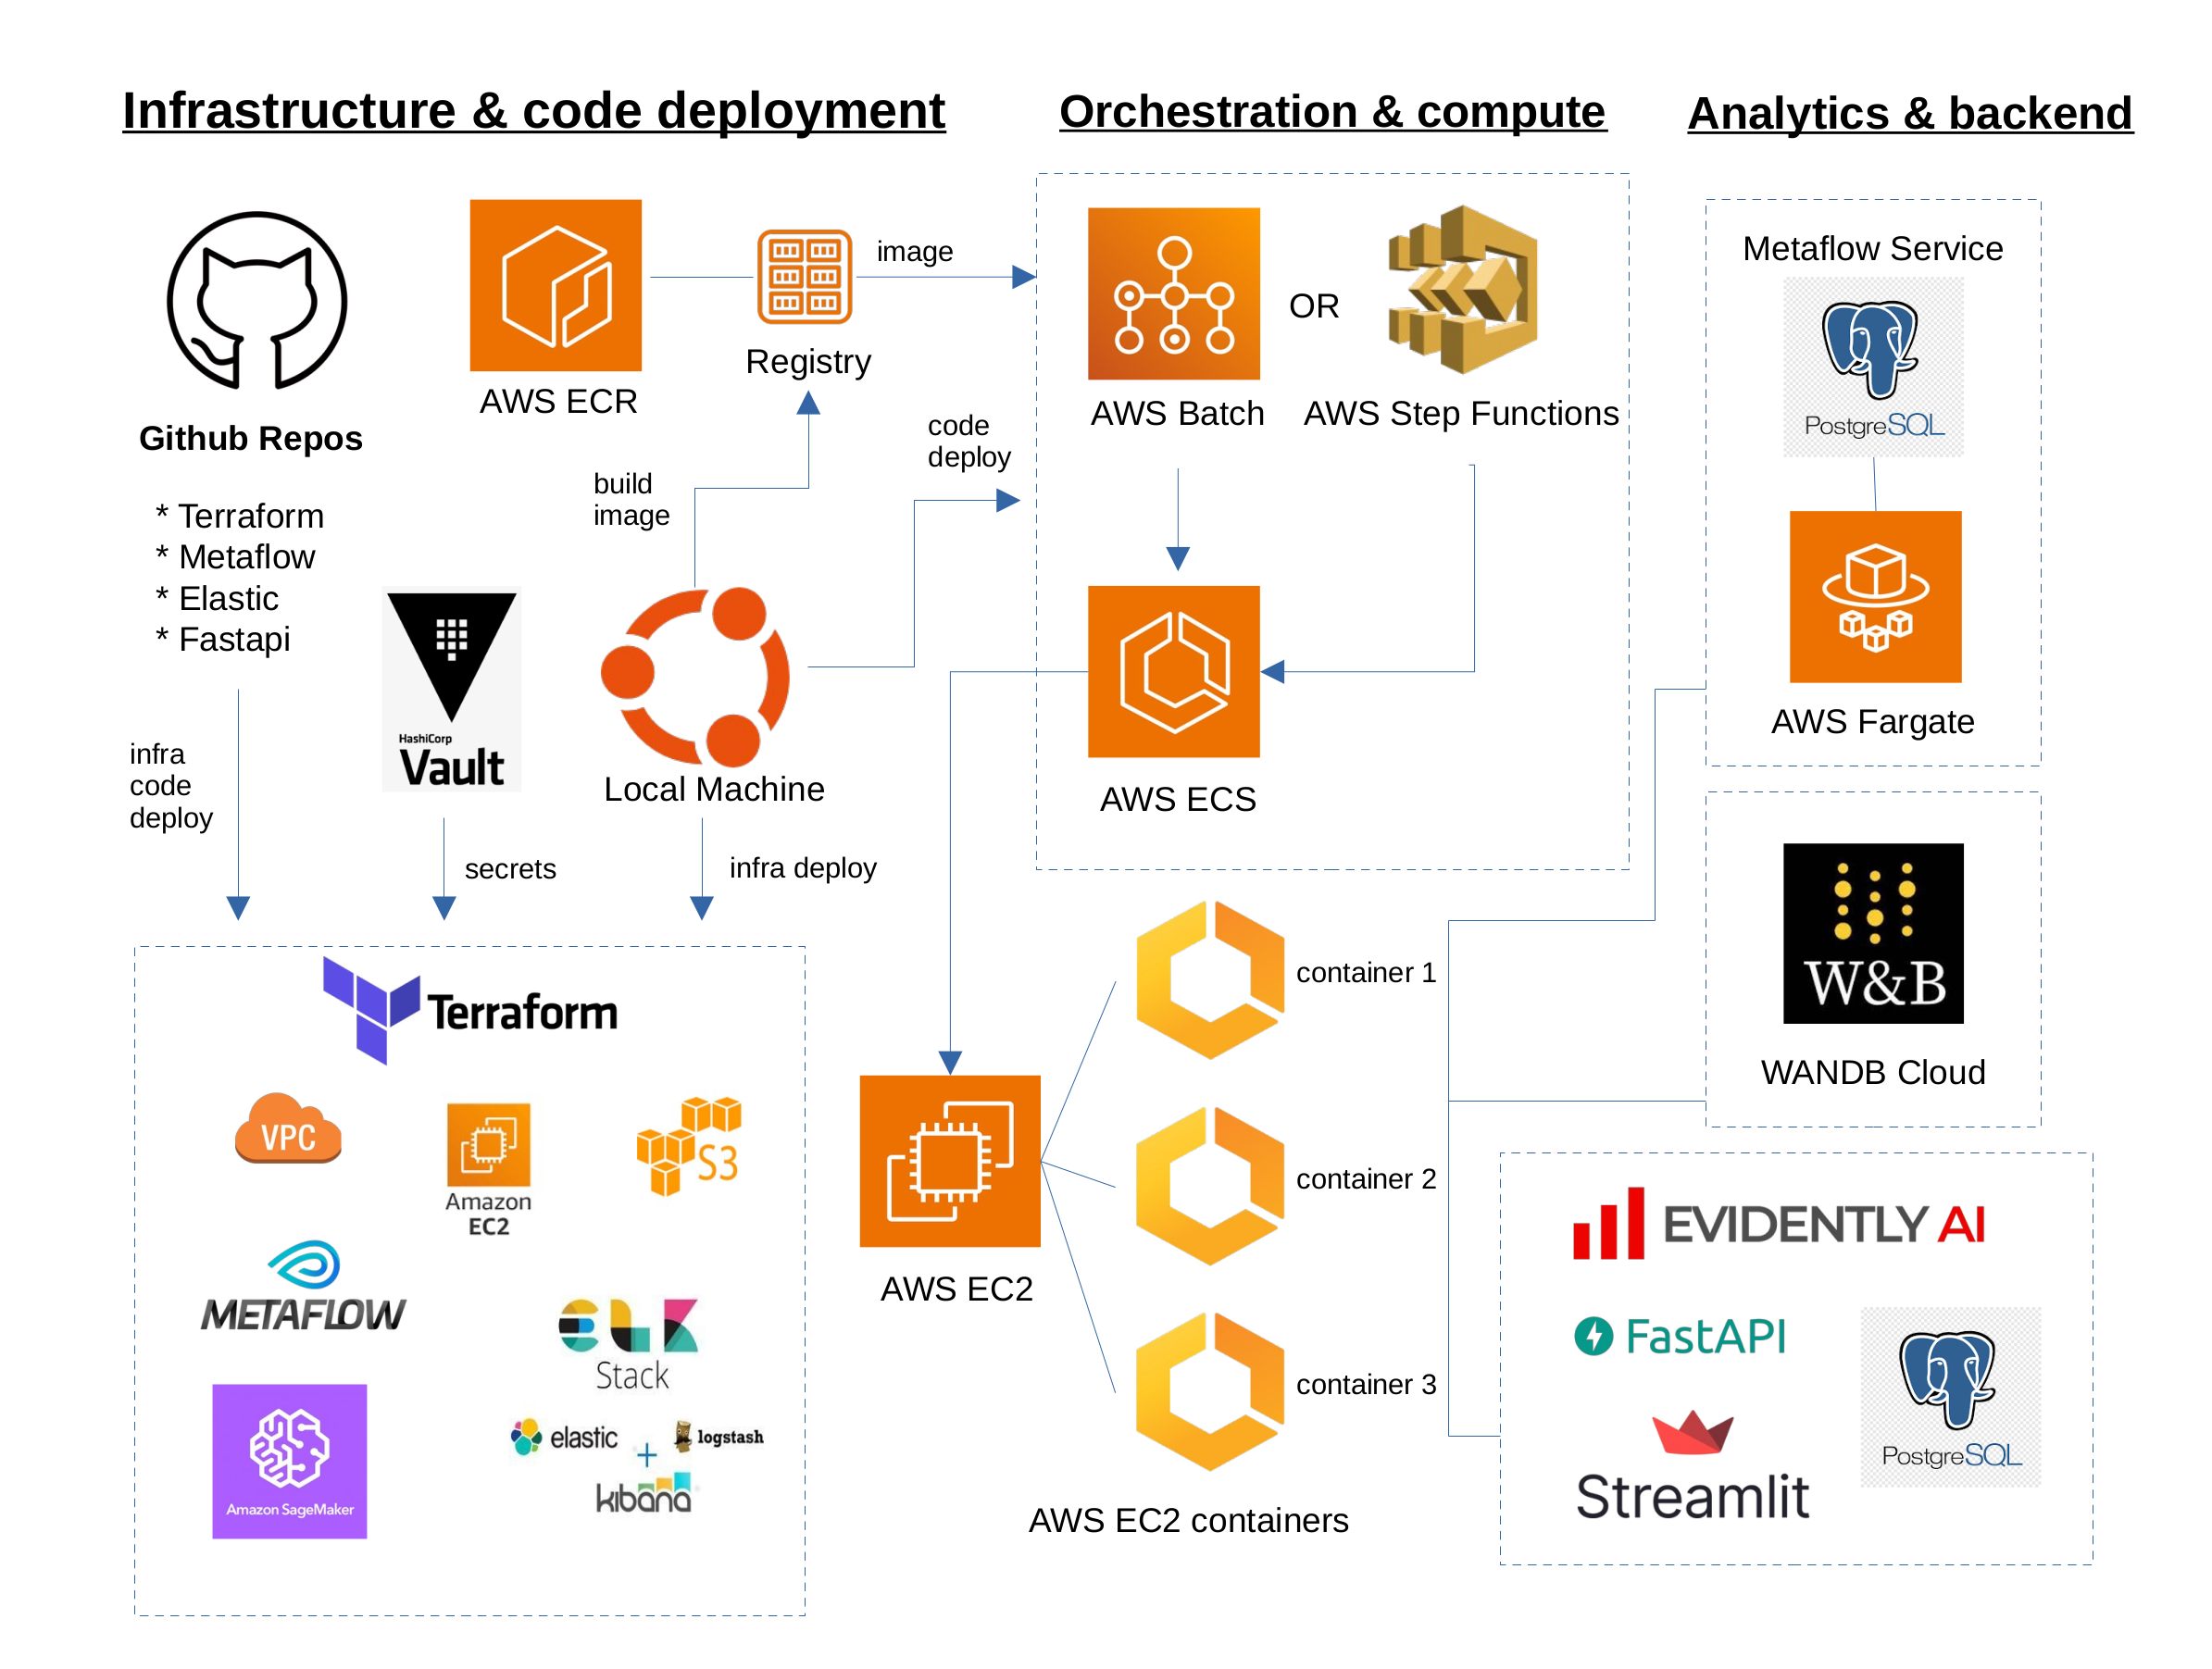 Infrastructure & code deployment
Orchestration & compute
Analytics & backend
Github Repos
* Terraform
* Metaflow
* Elastic
* Fastapi
AWS ECR
Registry
image
build
image
code
deploy
HashiCorp
Vault
Local Machine
infra
code
deploy
secrets
infra deploy
Terraform
VPC
Amazon
EC2
S3
METAFLOW
ELK
Stack
elastic
+
logstash
kibana
Amazon SageMaker
AWS Batch
OR
AWS Step Functions
AWS ECS
AWS EC2
container 1
container 2
container 3
AWS EC2 containers
Metaflow Service
PostgreSQL
AWS Fargate
W&B
WANDB Cloud
EVIDENTLY AI
FastAPI
PostgreSQL
Streamlit